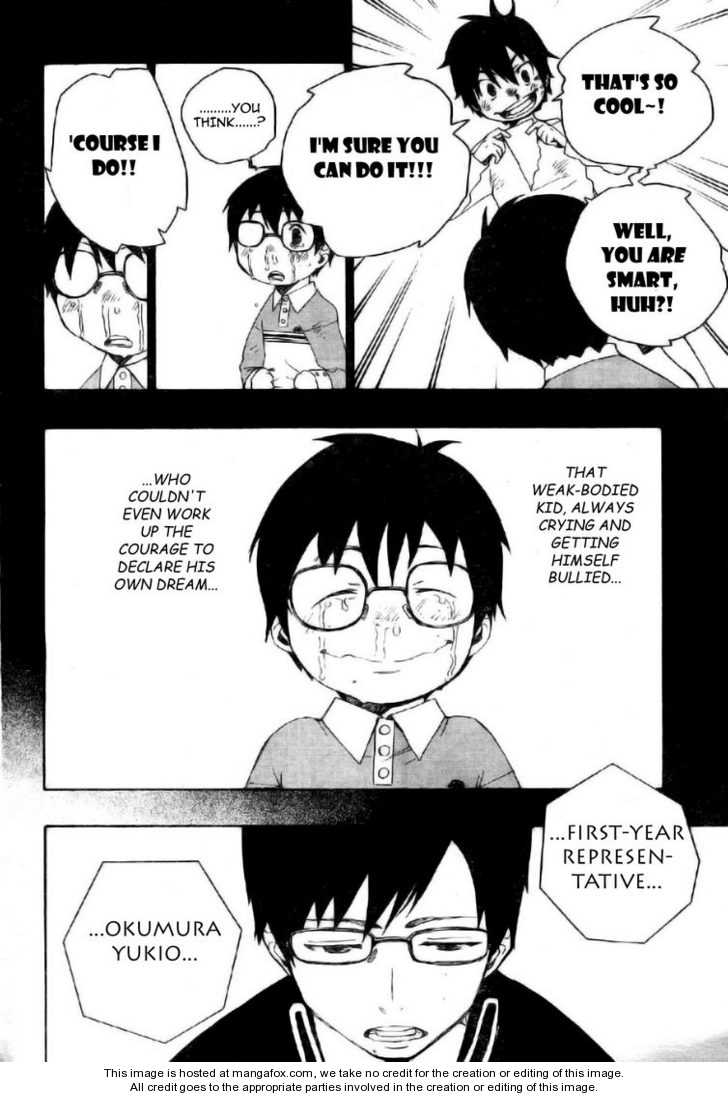 THAT'S SO
COOL~!
WELL,
YOU ARE
SMART,
HUH?!
I'M SURE YOU
CAN DO IT!!!
.........YOU
THINK......?
'COURSE I
DO!!
THAT
WEAK-BODIED
KID, ALWAYS
CRYING AND
GETTING
HIMSELF
BULLIED...
...WHO
COULDN'T
EVEN WORK
UP THE
COURAGE TO
DECLARE HIS
OWN DREAM...
...FIRST-YEAR
REPRESEN-
TATIVE...
...OKUMURA
YUKIO...
This image is hosted at mangafox.com, we take no credit for the creation or editing of this image.
All credit goes to the appropriate parties involved in the creation or editing of this image.